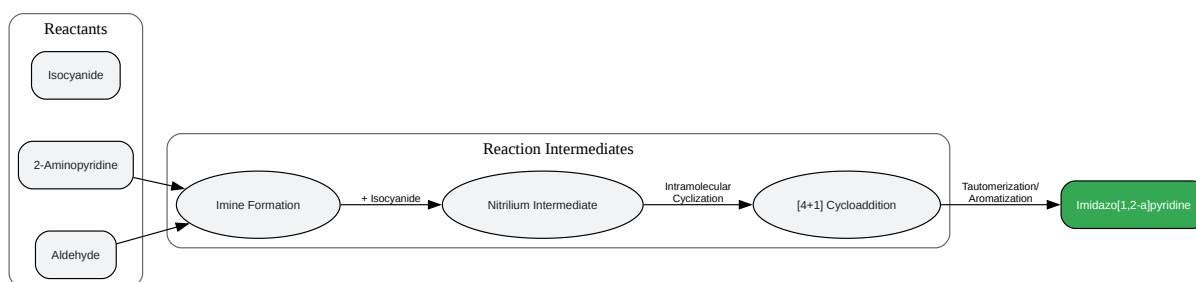 Reactants
Isocyanide
2-Aminopyridine
Aldehyde
Reaction Intermediates
Imine Formation
+ Isocyanide
Nitrilium Intermediate
Intramolecular
Cyclization
[4+1] Cycloaddition
Tautomerization/
Aromatization
Imidazo[1,2-a]pyridine